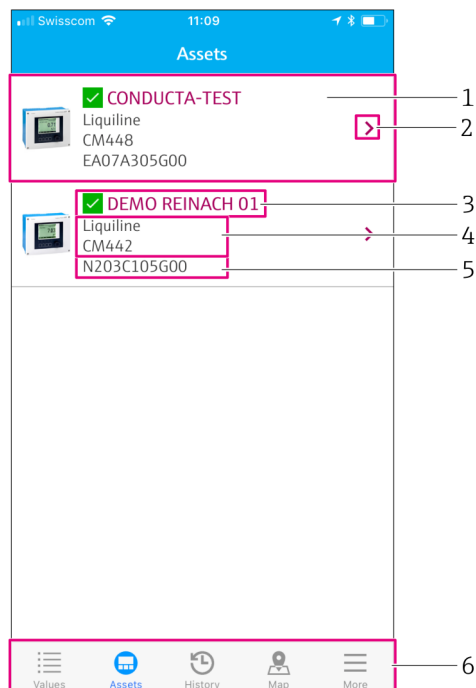 Swisscom 11:09
Assets
CONDUCTA-TEST
1
Liquiline
2
CM448
EA07A305G00
DEMO REINACH 01
3
Liquiline
4
CM442
N203C105G00
5
6
Values Assets History Map More